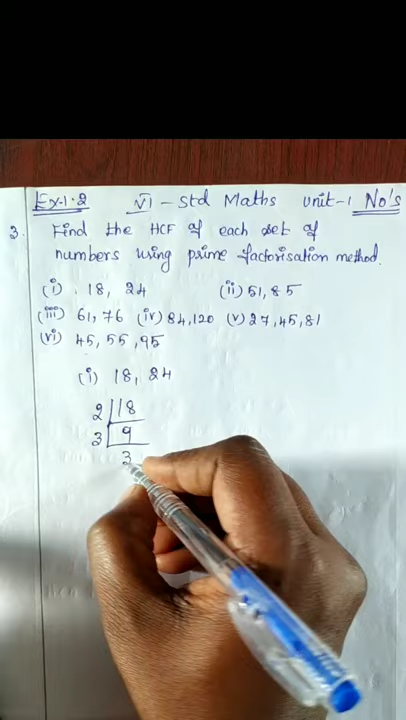 Ex-1.2 VI - Std Maths Unit-1 No's
3. Find the HCF of each set of
numbers using prime factorisation method.
(i) 18, 24 (ii) 51, 85
(iii) 61, 76 (iv) 84, 120 (v) 27, 45, 81
(vi) 45, 55, 95
(i) 18, 24
2 | 18
3 | 9
3